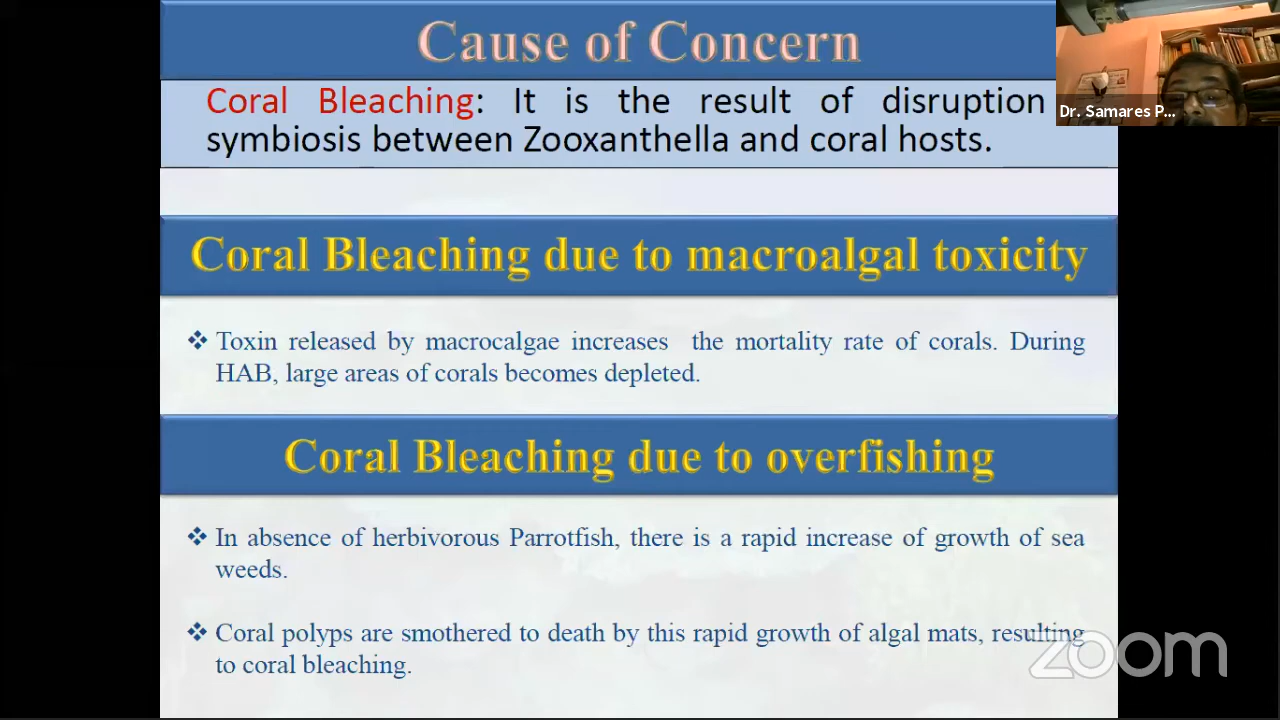 Cause of Concern
Dr. Samares P...
Coral Bleaching: It is the result of disruption
symbiosis between Zooxanthella and coral hosts.
Coral Bleaching due to macroalgal toxicity
❖ Toxin released by macrocalgae increases the mortality rate of corals. During
HAB, large areas of corals becomes depleted.
Coral Bleaching due to overfishing
❖ In absence of herbivorous Parrotfish, there is a rapid increase of growth of sea
weeds.
❖ Coral polyps are smothered to death by this rapid growth of algal mats, resulting
to coral bleaching.
zoom